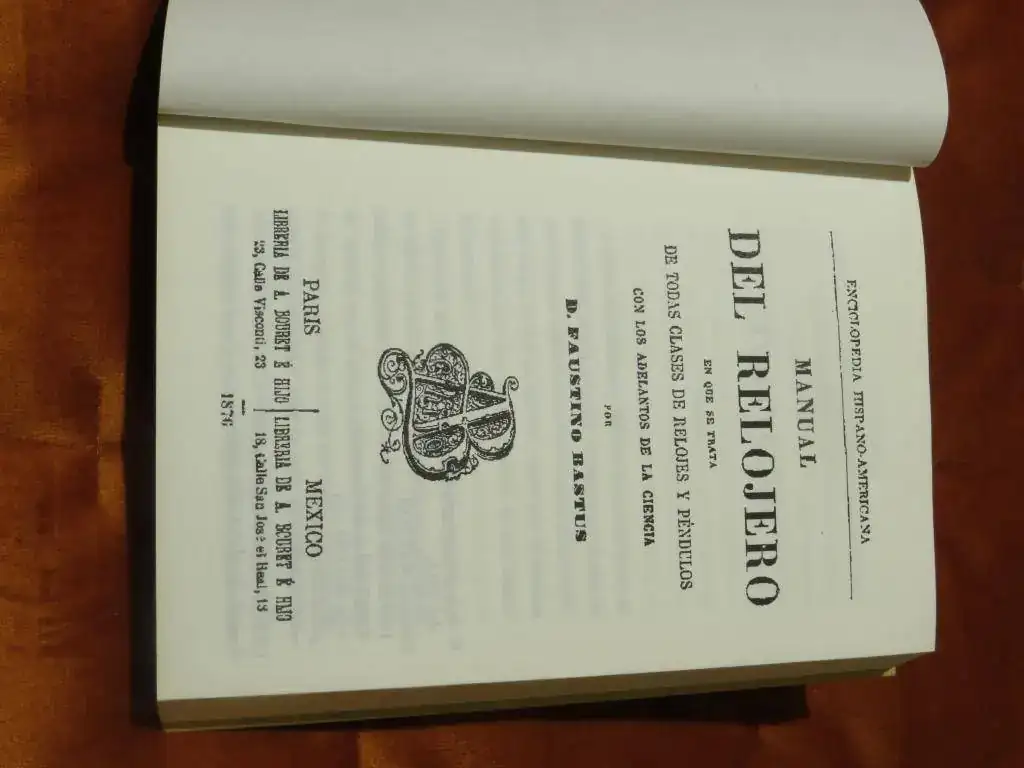 ENCICLOPEDIA HISPANO-AMERICANA
MANUAL
DEL RELOJERO
EN QUE SE TRATA
DE TODAS CLASES DE RELOJES Y PÉNDULOS
CON LOS ADELANTOS DE LA CIENCIA
POR
D. FAUSTINO BASTUS
PARIS
LIBRERIA DE A. BOURET É HIJO
23, Calle Visconti, 23
MEXICO
LIBRERIA DE A. BOURET É HIJO
18, Calle San José el Real, 18
1876